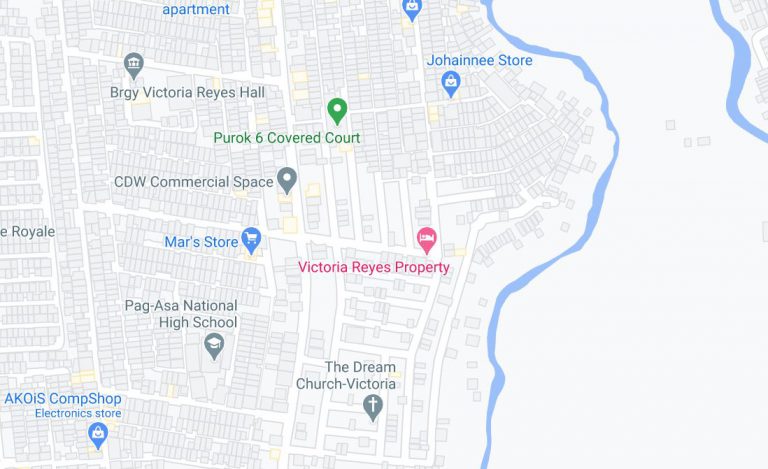 apartment
Johainnee Store
Brgy Victoria Reyes Hall
Purok 6 Covered Court
CDW Commercial Space
e Royale
Mar's Store
Victoria Reyes Property
Pag-Asa National
High School
The Dream
Church-Victoria
AKOiS CompShop
Electronics store